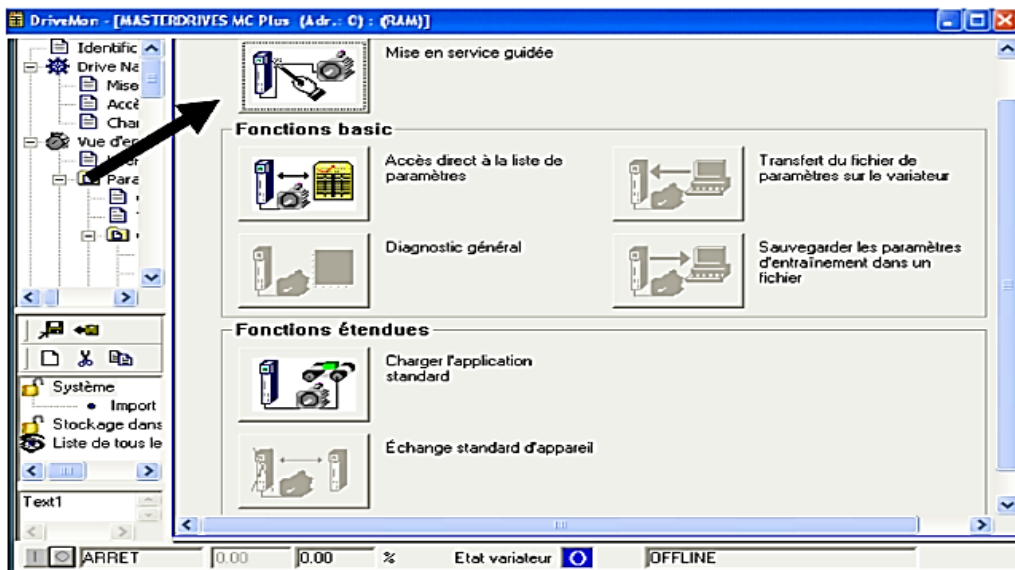 DriveMon - [MASTERDRIVES MC Plus (Adr.: 0) : (RAM)]
Identific
Drive Na
Mise
Accè
Char
Vue d'en
Para
Mise en service guidée
Fonctions basic
Accès direct à la liste de
paramètres
Transfert du fichier de
paramètres sur le variateur
Diagnostic général
Sauvegarder les paramètres
d'entraînement dans un
fichier
Fonctions étendues
Charger l'application
standard
Échange standard d'appareil
Système
Import
Stockage dans
Liste de tous le
Text1
ARRET 0.00 0.00 % Etat variateur OFFLINE